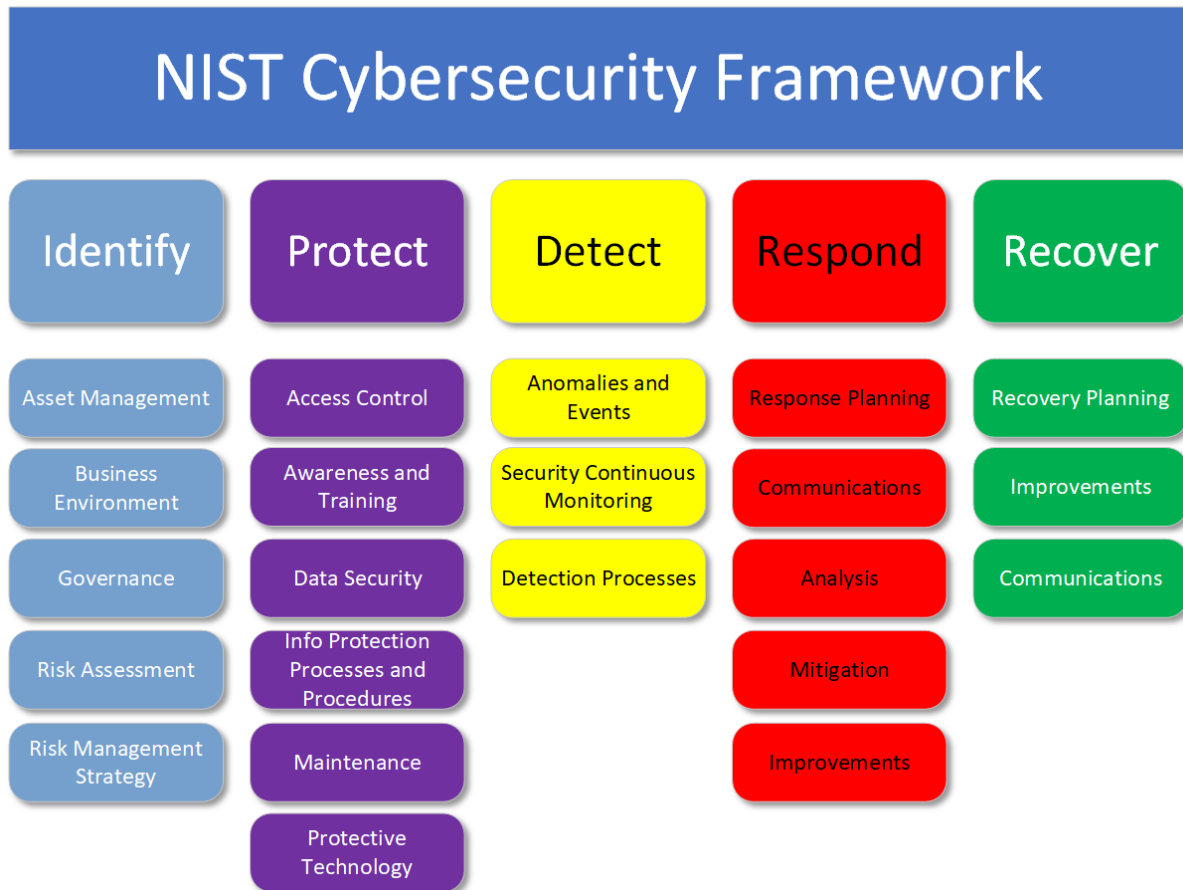 NIST Cybersecurity Framework
Identify
Protect
Detect
Respond
Recover
Asset Management
Business
Environment
Governance
Risk Assessment
Risk Management
Strategy
Access Control
Awareness and
Training
Data Security
Info Protection
Processes and
Procedures
Maintenance
Protective
Technology
Anomalies and
Events
Security Continuous
Monitoring
Detection Processes
Response Planning
Communications
Analysis
Mitigation
Improvements
Recovery Planning
Improvements
Communications